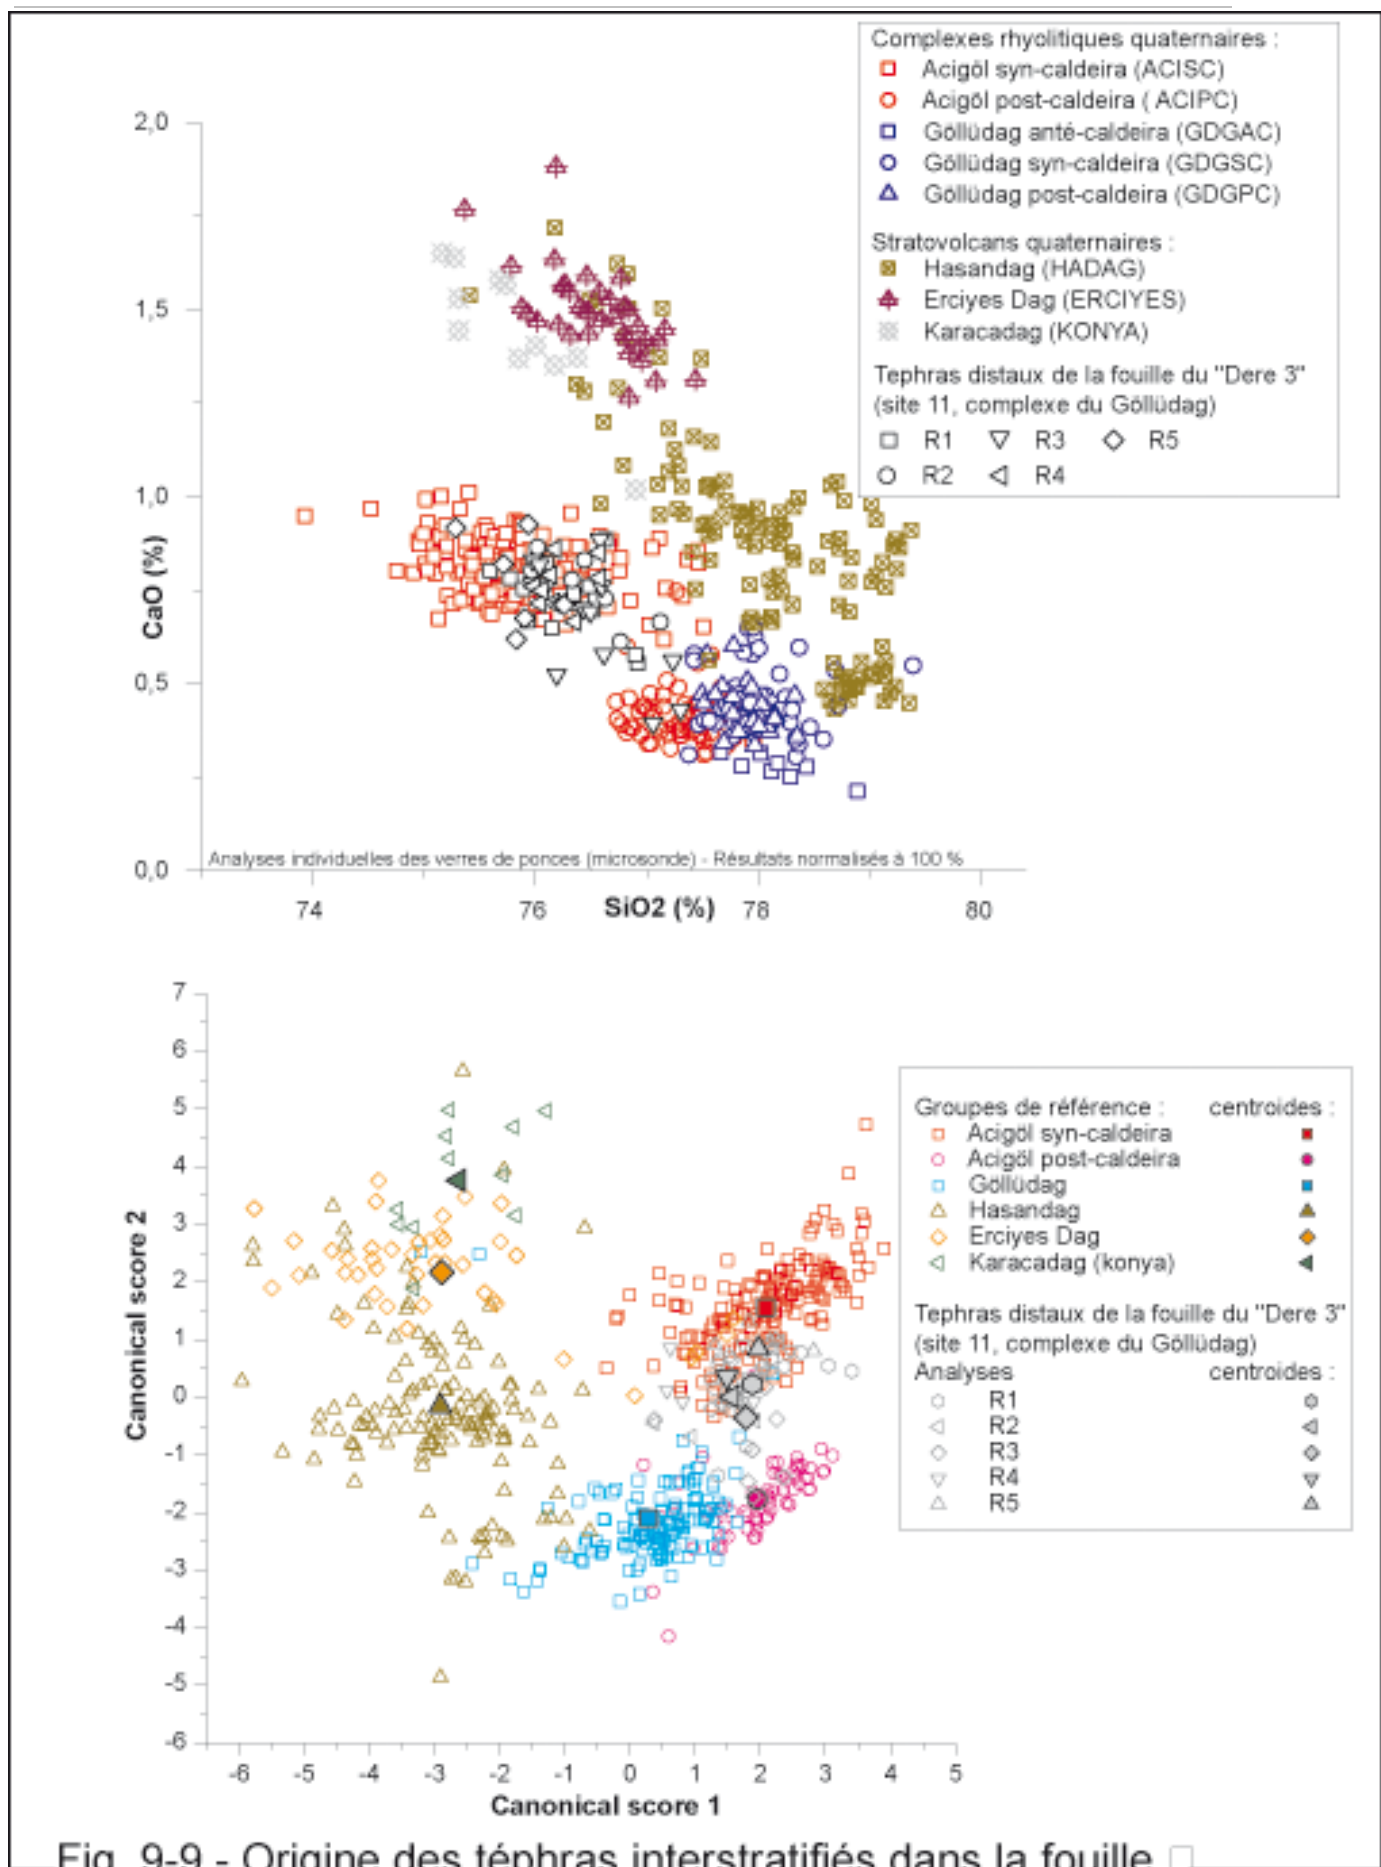 Complexes rhyolitiques quaternaires :
Acigöl syn-caldeira (ACISC)
Acigöl post-caldeira ( ACIPC)
Göllüdag anté-caldeira (GDGAC)
Göllüdag syn-caldeira (GDGSC)
Göllüdag post-caldeira (GDGPC)
Stratovolcans quaternaires :
Hasandag (HADAG)
Erciyes Dag (ERCIYES)
Karacadag (KONYA)
Tephras distaux de la fouille du "Dere 3"
(site 11, complexe du Göllüdag)
R1 R3 R5
R2 R4
2,0
1,5
1,0
0,5
0,0
CaO (%)
Analyses individuelles des verres de ponces (microsonde) - Résultats normalisés à 100 %
74 76 78 80
SiO2 (%)
7
6
5
4
3
2
1
0
-1
-2
-3
-4
-5
-6
Canonical score 2
Groupes de référence : centroides :
Acigöl syn-caldeira
Acigöl post-caldeira
Göllüdag
Hasandag
Erciyes Dag
Karacadag (konya)
Tephras distaux de la fouille du "Dere 3"
(site 11, complexe du Göllüdag)
Analyses centroides :
R1
R2
R3
R4
R5
-6 -5 -4 -3 -2 -1 0 1 2 3 4 5
Canonical score 1
Fig. 9-9 - Origine des téphras interstratifiés dans la fouille